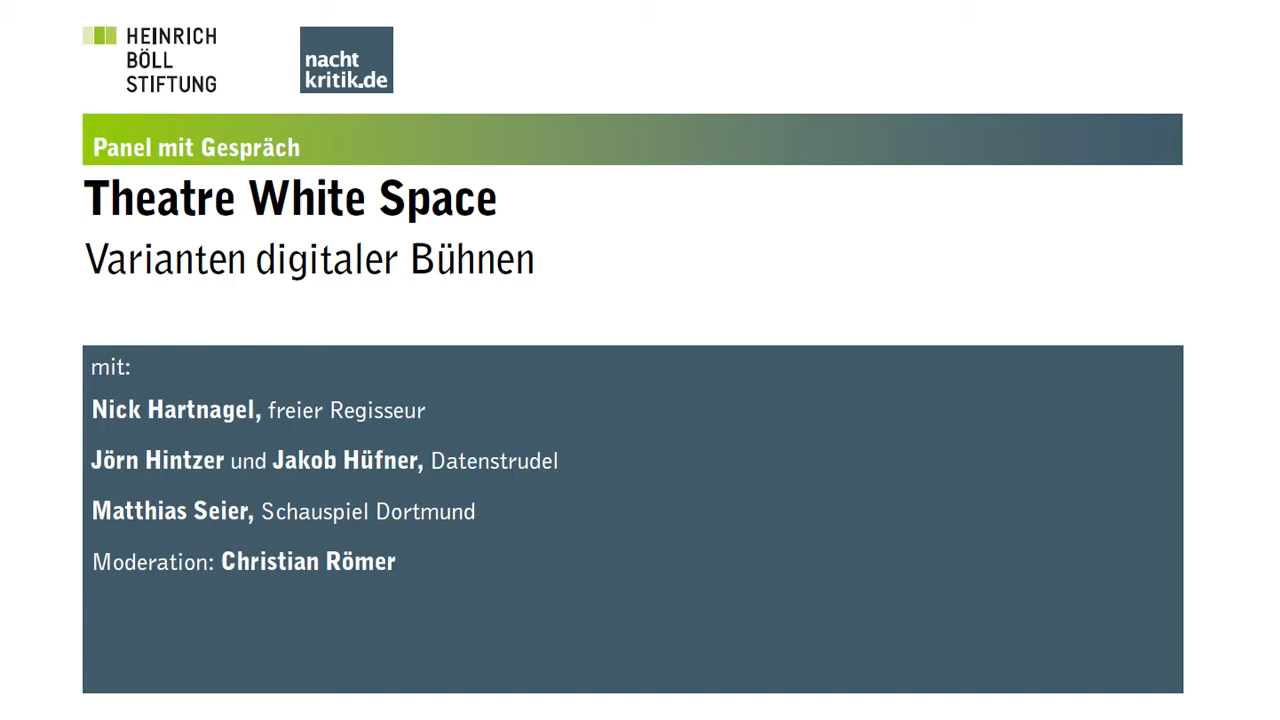 HEINRICH
BÖLL
STIFTUNG
nacht
kritik.de
Panel mit Gespräch
Theatre White Space
Varianten digitaler Bühnen
mit:
Nick Hartnagel, freier Regisseur
Jörn Hintzer und Jakob Hüfner, Datenstrudel
Matthias Seier, Schauspiel Dortmund
Moderation: Christian Römer